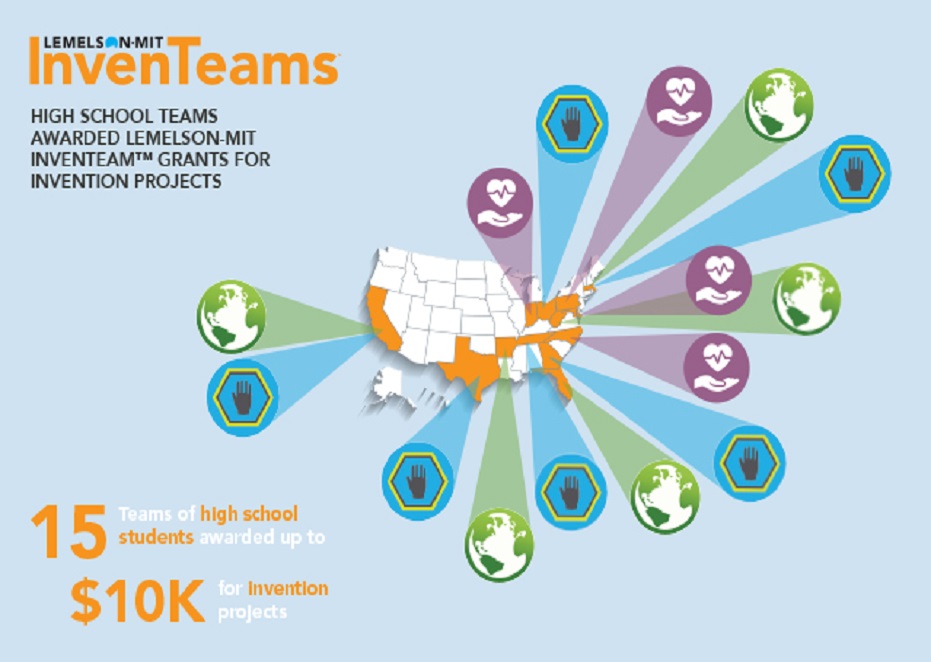 LEMELSON-MIT
InvenTeams
HIGH SCHOOL TEAMS
AWARDED LEMELSON-MIT
INVENTEAM™ GRANTS FOR
INVENTION PROJECTS
15 Teams of high school
students awarded up to
$10K for invention
projects